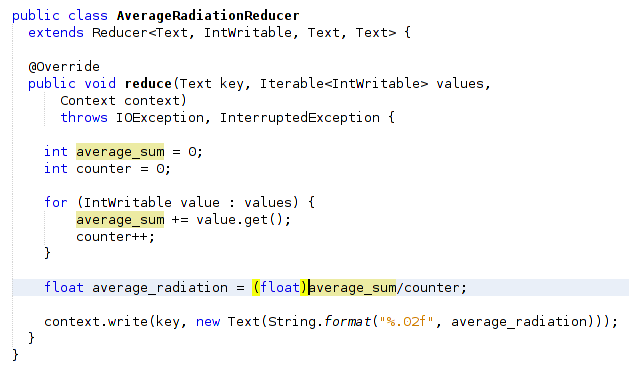 public class AverageRadiationReducer
extends Reducer<Text, IntWritable, Text, Text> {
@Override
public void reduce(Text key, Iterable<IntWritable> values,
Context context)
throws IOException, InterruptedException {
int average_sum = 0;
int counter = 0;
for (IntWritable value : values) {
average_sum += value.get();
counter++;
}
float average_radiation = (float)average_sum/counter;
context.write(key, new Text(String.format("%.02f", average_radiation)));
}
}